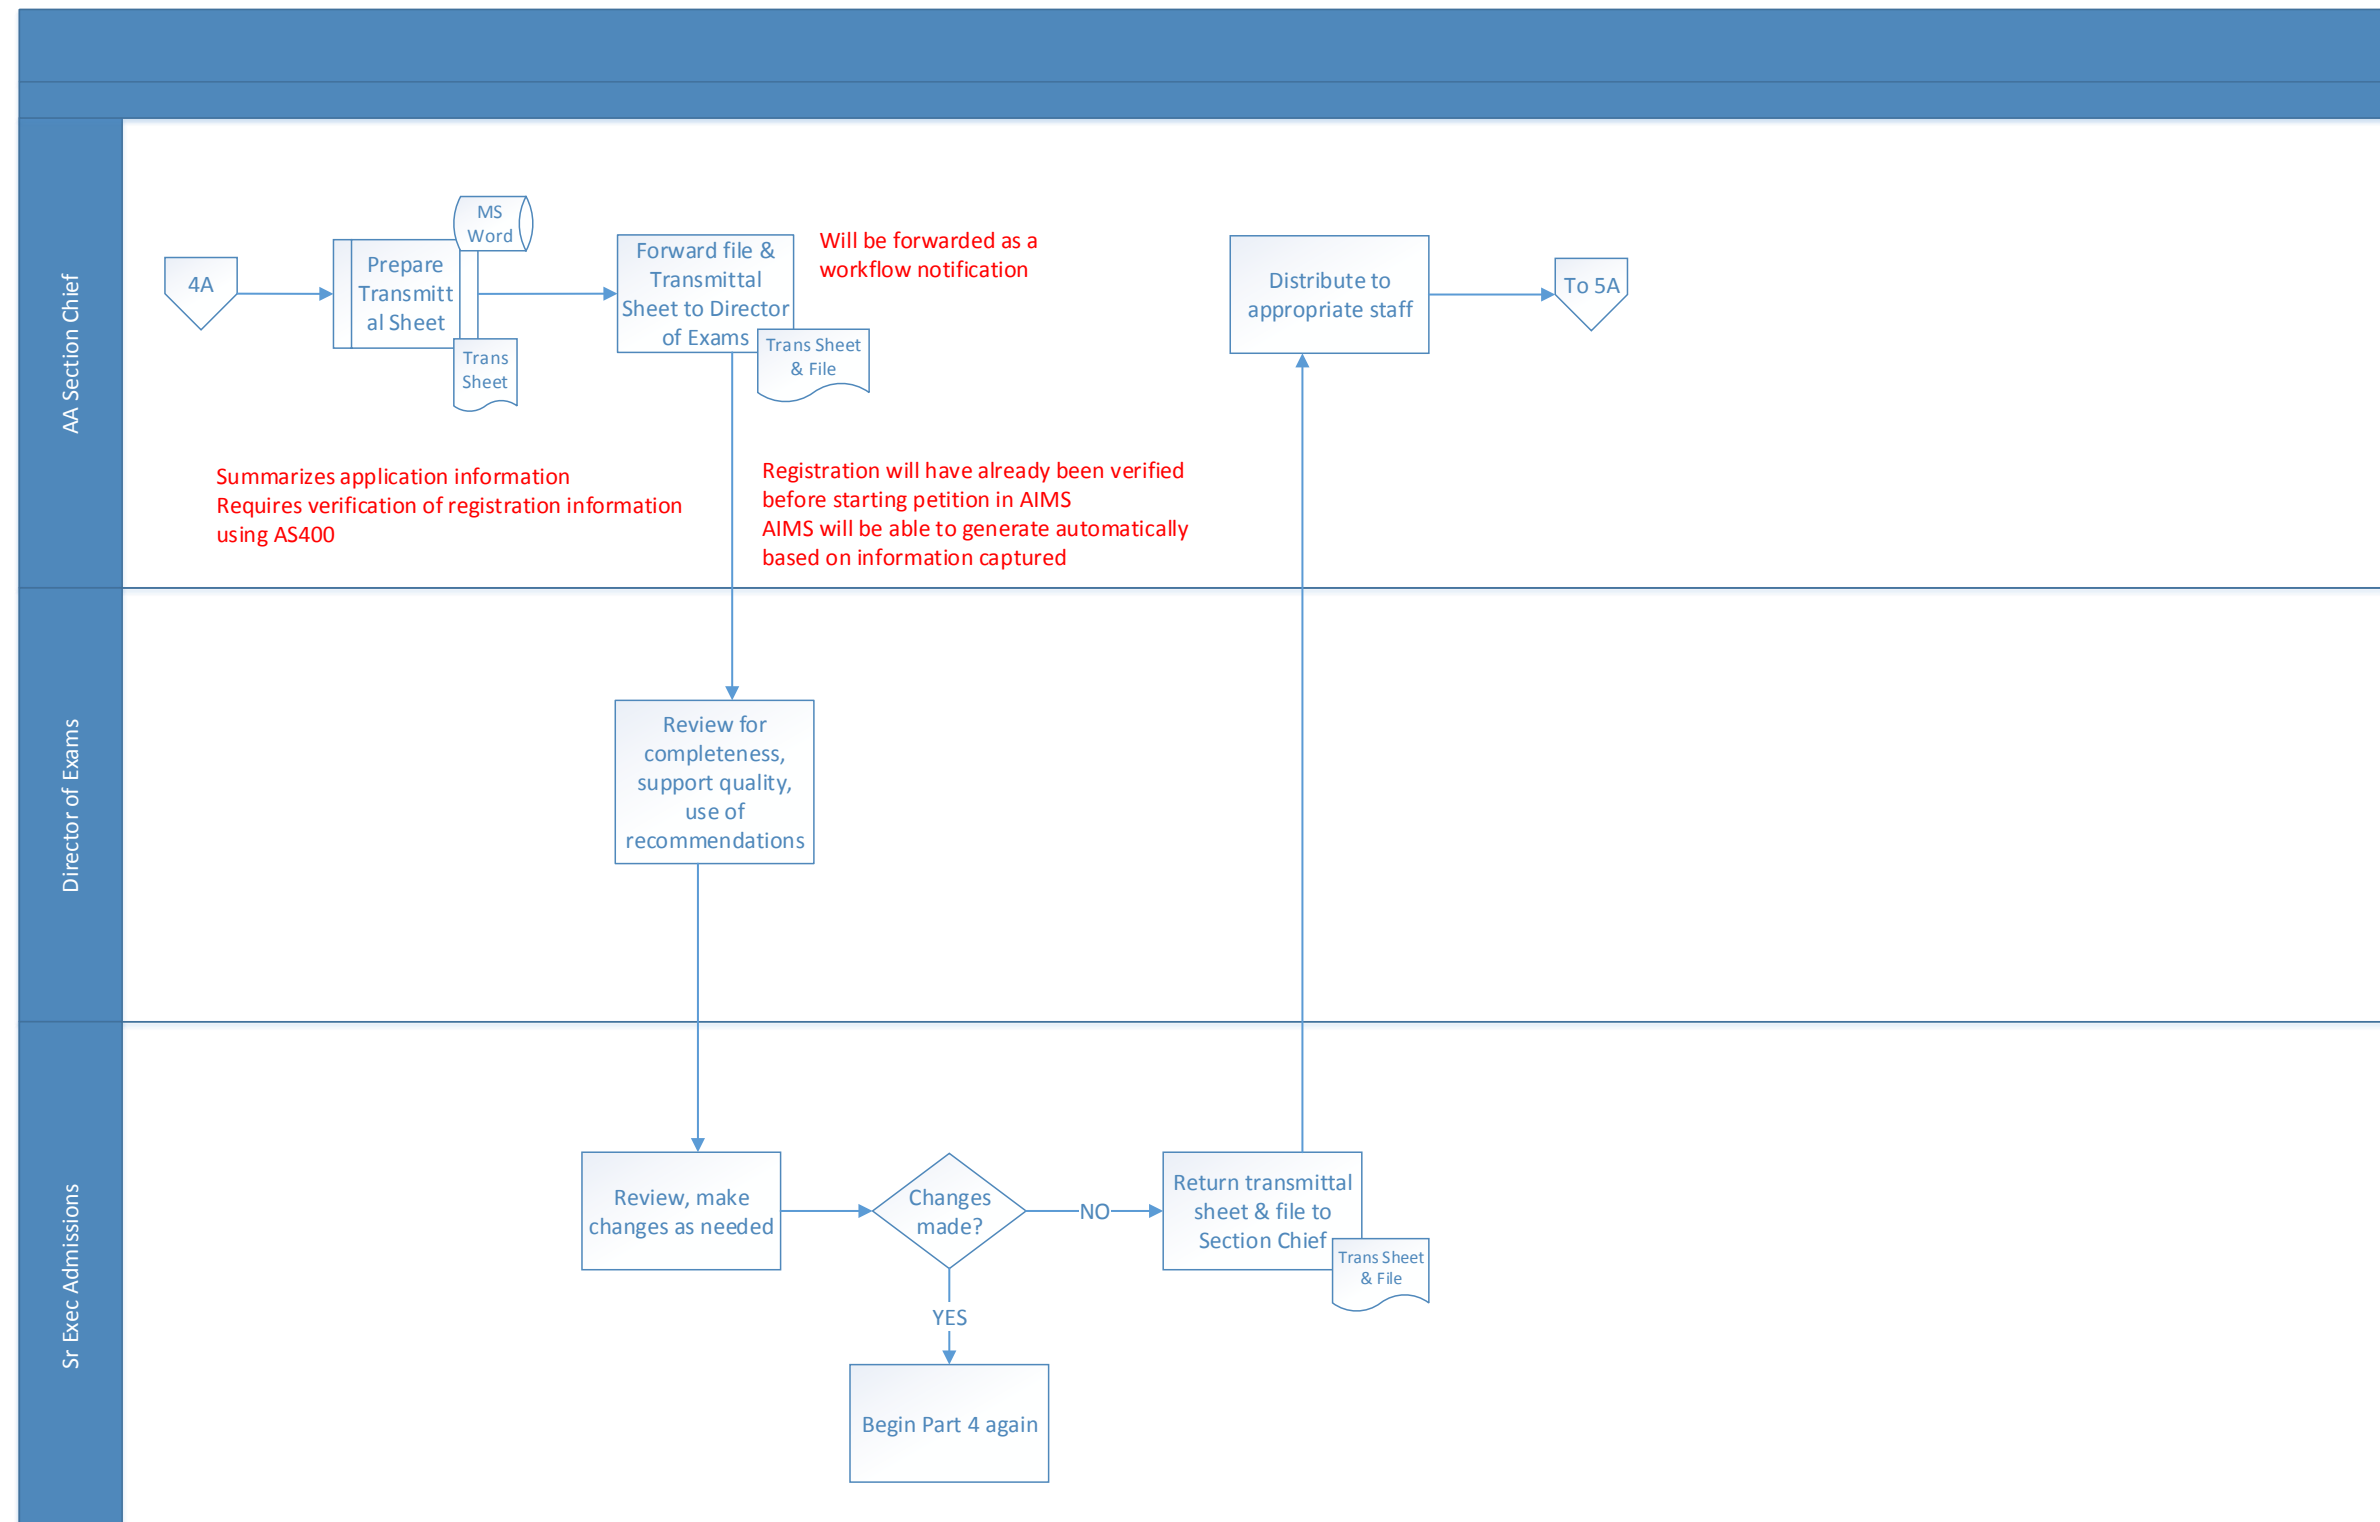 AA Section Chief
4A
MS
Word
Prepare
Transmitt
al Sheet
Trans
Sheet
Forward file &
Transmittal
Sheet to Director
of Exams
Trans Sheet
& File
Will be forwarded as a
workflow notification
Distribute to
appropriate staff
To 5A
Summarizes application information
Requires verification of registration information
using AS400
Registration will have already been verified
before starting petition in AIMS
AIMS will be able to generate automatically
based on information captured
Director of Exams
Review for
completeness,
support quality,
use of
recommendations
Sr Exec Admissions
Review, make
changes as needed
Changes
made?
NO
Return transmittal
sheet & file to
Section Chief
Trans Sheet
& File
YES
Begin Part 4 again